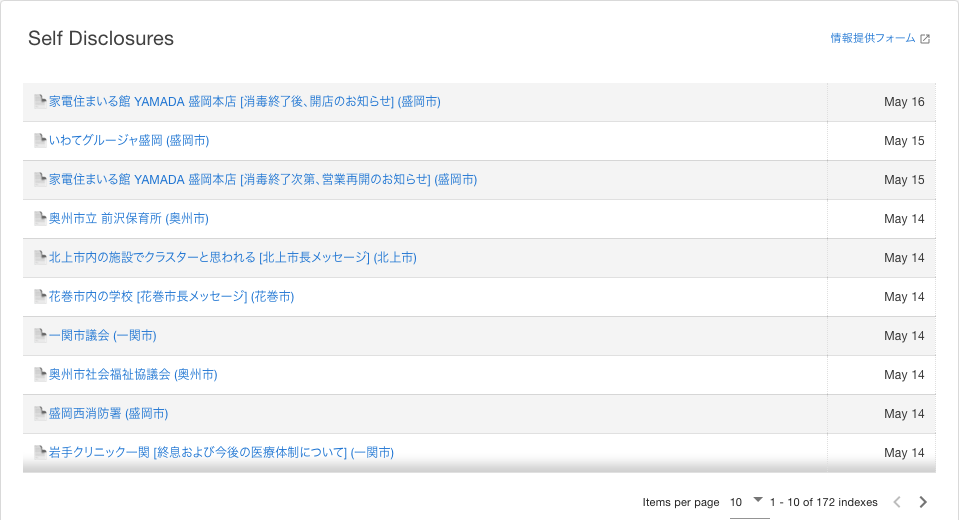 Self Disclosures
情報提供フォーム
家電住まいる館 YAMADA 盛岡本店 [消毒終了後、開店のお知らせ] (盛岡市) May 16
いわてグルージャ盛岡 (盛岡市) May 15
家電住まいる館 YAMADA 盛岡本店 [消毒終了次第、営業再開のお知らせ] (盛岡市) May 15
奥州市立 前沢保育所 (奥州市) May 14
北上市内の施設でクラスターと思われる [北上市長メッセージ] (北上市) May 14
花巻市内の学校 [花巻市長メッセージ] (花巻市) May 14
一関市議会 (一関市) May 14
奥州市社会福祉協議会 (奥州市) May 14
盛岡西消防署 (盛岡市) May 14
岩手クリニック一関 [終息および今後の医療体制について] (一関市) May 14
Items per page 10 1 - 10 of 172 indexes